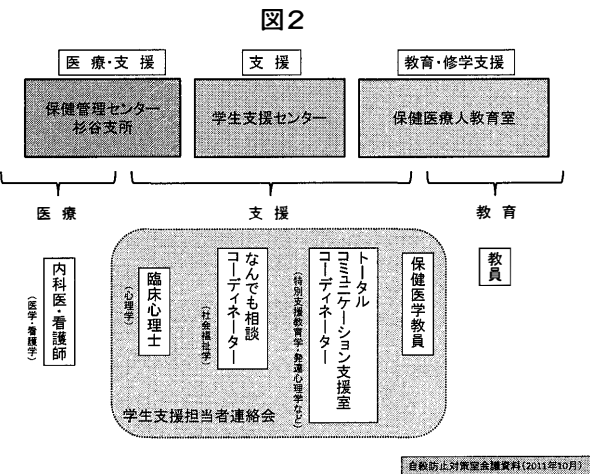 図2
医療・支援
支援
教育・修学支援
保健管理センター
杉谷支所
学生支援センター
保健医療人教育室
医療
支援
教育
内科医・看護師
(医学・看護学)
臨床心理士
(心理学)
なんでも相談
コーディネーター
(社会福祉学)
トータル
コミュニケーション支援室
コーディネーター
(特別支援教育学・発達心理学など)
保健医学教員
教員
学生支援担当者連絡会
自殺防止対策室会議資料(2011年10月)